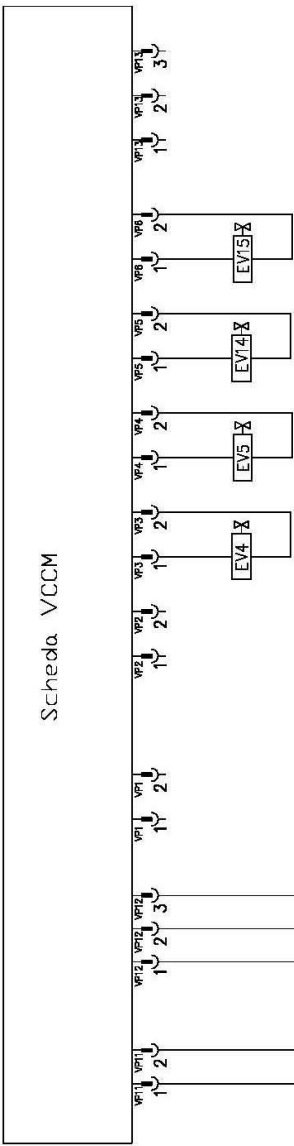 Scheda VCCM
VP11 1
VP11 2
VP12 1
VP12 2
VP12 3
VP1 1
VP1 2
VP2 1
VP2 2
VP3 1
VP3 2
VP4 1
VP4 2
VP5 1
VP5 2
VP6 1
VP6 2
VP13 1
VP13 2
VP13 3
EV4
EV5
EV14
EV15